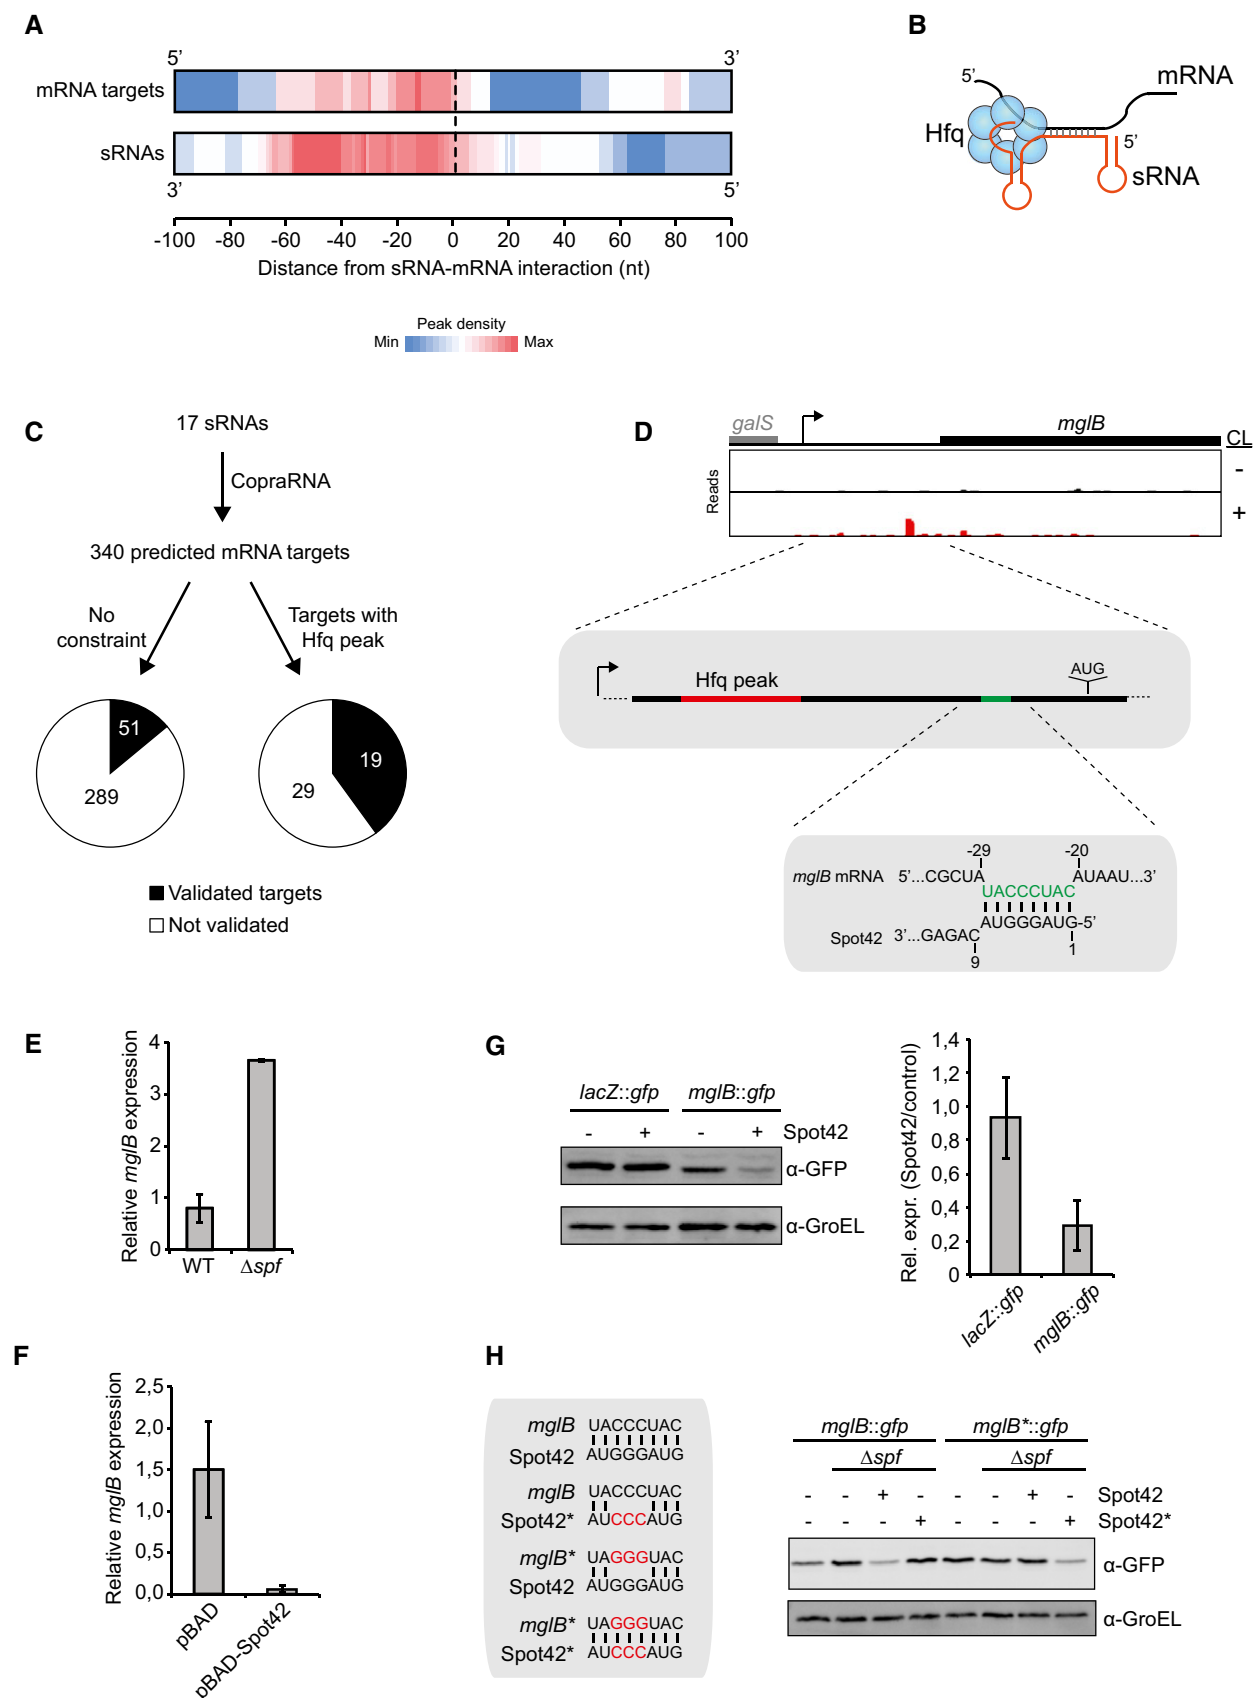 A
5’
3’
mRNA targets
sRNAs
3’
5’
-100 -80 -60 -40 -20 0 20 40 60 80 100
Distance from sRNA-mRNA interaction (nt)
Peak density
Min
Max
B
5’
mRNA
Hfq
5’
sRNA
C
17 sRNAs
CopraRNA
340 predicted mRNA targets
No
constraint
Targets with
Hfq peak
51
289
19
29
Validated targets
Not validated
D
galS
mglB
CL
Reads
-
+
Hfq peak
AUG
-29
-20
mglB mRNA 5’...CGCUA
UACCCUAC
AUAAU...3’
AUGGGAUG-5’
Spot42 3’...GAGAC
9
1
E
Relative mglB expression
4
3
2
1
0
WT Δspf
F
Relative mglB expression
2,5
2,0
1,5
1,0
0,5
0,0
pBAD
pBAD-Spot42
G
lacZ::gfp mglB::gfp
- + - + Spot42
α-GFP
α-GroEL
Rel. expr. (Spot42/control)
1,4
1,2
1,0
0,8
0,6
0,4
0,2
0
lacZ::gfp
mglB::gfp
H
mglB UACCCUAC
Spot42 AUGGGAUG
mglB UACCCUAC
Spot42* AUCCCAUG
mglB* UAGGGUAC
Spot42 AUGGGAUG
mglB* UAGGGUAC
Spot42* AUCCCAUG
mglB::gfp mglB*::gfp
Δspf Δspf
- - + - - - + - Spot42
- - - + - - - + Spot42*
α-GFP
α-GroEL